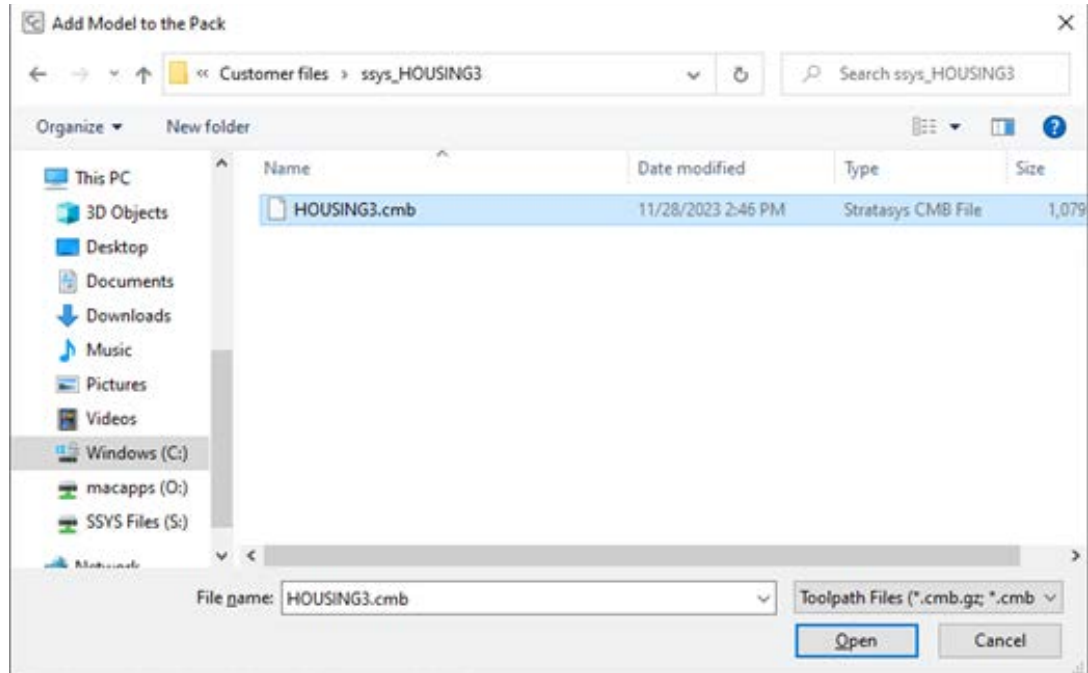 Add Model to the Pack
« Customer files › ssys_HOUSING3
Search ssys_HOUSING3
Organize
New folder
Name
Date modified
Type
Size
HOUSING3.cmb
11/28/2023 2:46 PM
Stratasys CMB File
1,079
This PC
3D Objects
Desktop
Documents
Downloads
Music
Pictures
Videos
Windows (C:)
macapps (O:)
SSYS Files (S:)
Network
File name:
HOUSING3.cmb
Toolpath Files (*.cmb.gz; *.cmb
Open
Cancel